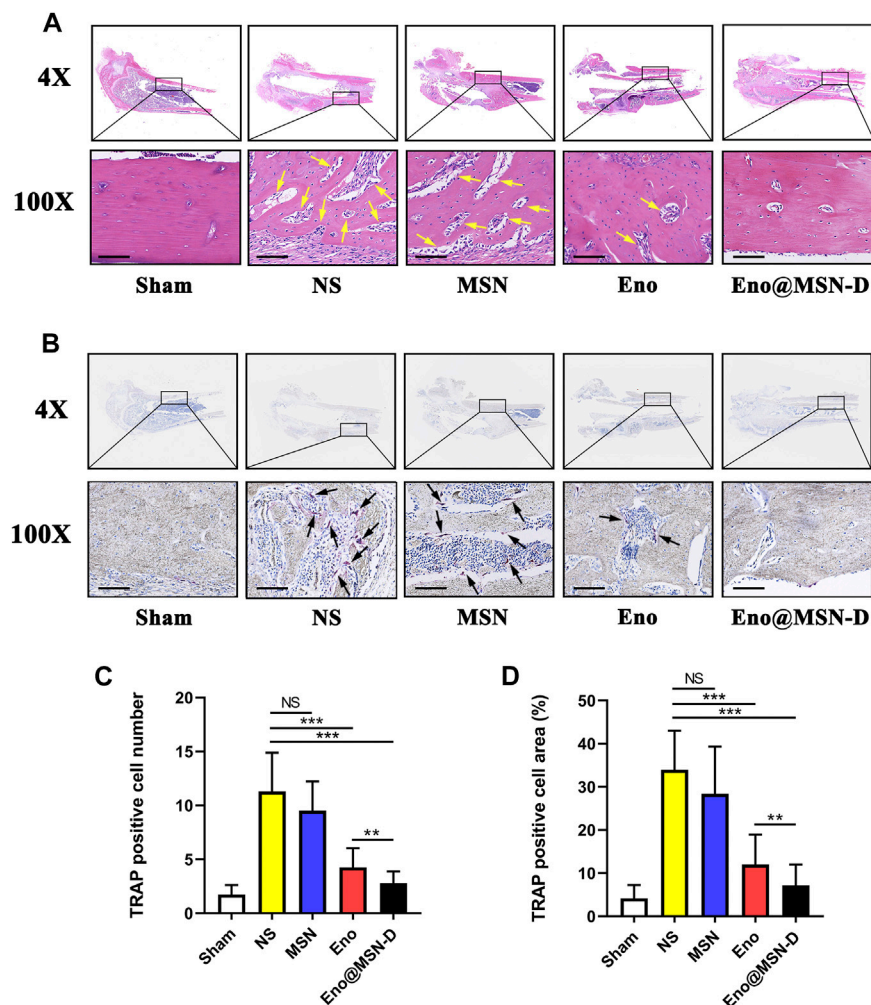 A
4X
100X
Sham NS MSN Eno Eno@MSN-D
B
4X
100X
Sham NS MSN Eno Eno@MSN-D
C
TRAP positive cell number
20
15
10
5
0
NS
***
***
**
Sham NS MSN Eno Eno@MSN-D
D
TRAP positive cell area (%)
50
40
30
20
10
0
NS
***
***
**
Sham NS MSN Eno Eno@MSN-D